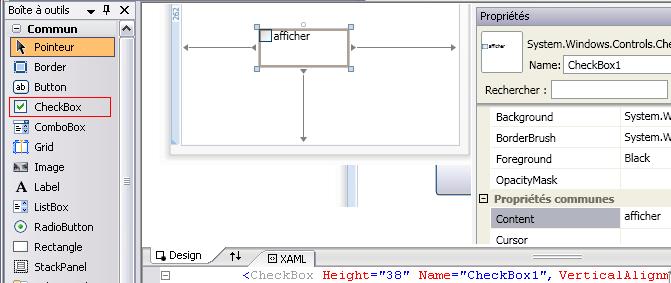 Boîte à outils
Commun
Pointeur
Border
Button
CheckBox
ComboBox
Grid
Image
Label
ListBox
RadioButton
Rectangle
StackPanel
262
afficher
Propriétés
afficher
System.Windows.Controls.Che
Name: CheckBox1
Rechercher :
Background System.W
BorderBrush System.W
Foreground Black
OpacityMask
Propriétés communes
Content afficher
Cursor
Design XAML
<CheckBox Height="38" Name="CheckBox1", VerticalAlignm